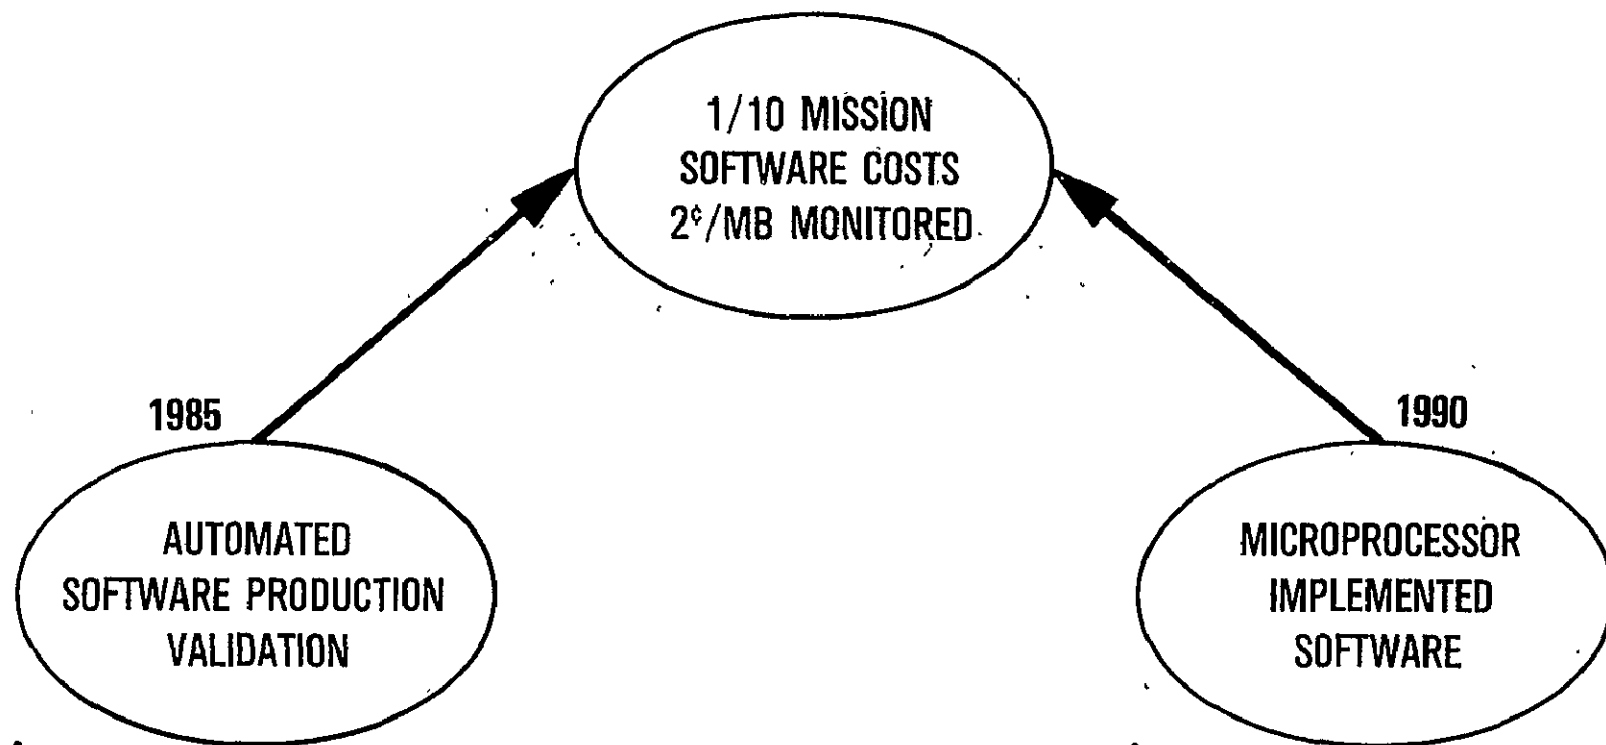 1/10 MISSION
SOFTWARE COSTS
2¢/MB MONITORED
1985
1990
AUTOMATED
SOFTWARE PRODUCTION
VALIDATION
MICROPROCESSOR
IMPLEMENTED
SOFTWARE